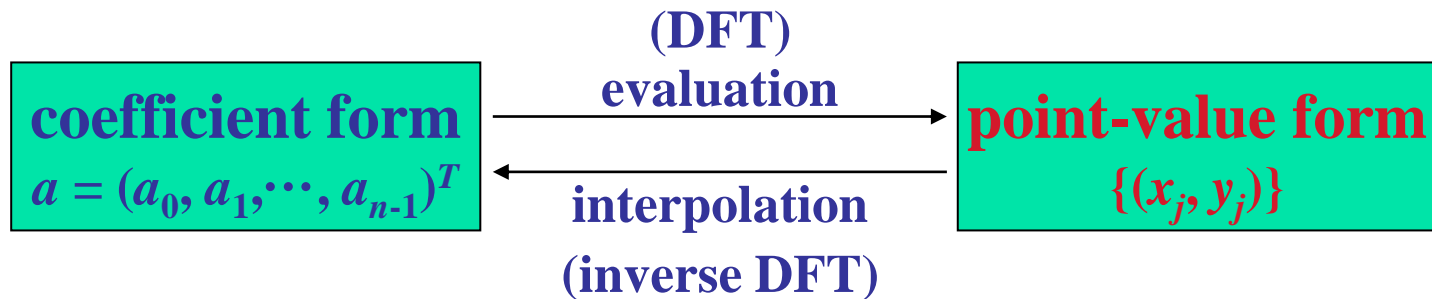 (DFT)
evaluation
coefficient form
a = (a₀, a₁,⋯, aₙ₋₁)ᵀ
point-value form
{(xⱼ, yⱼ)}
interpolation
(inverse DFT)